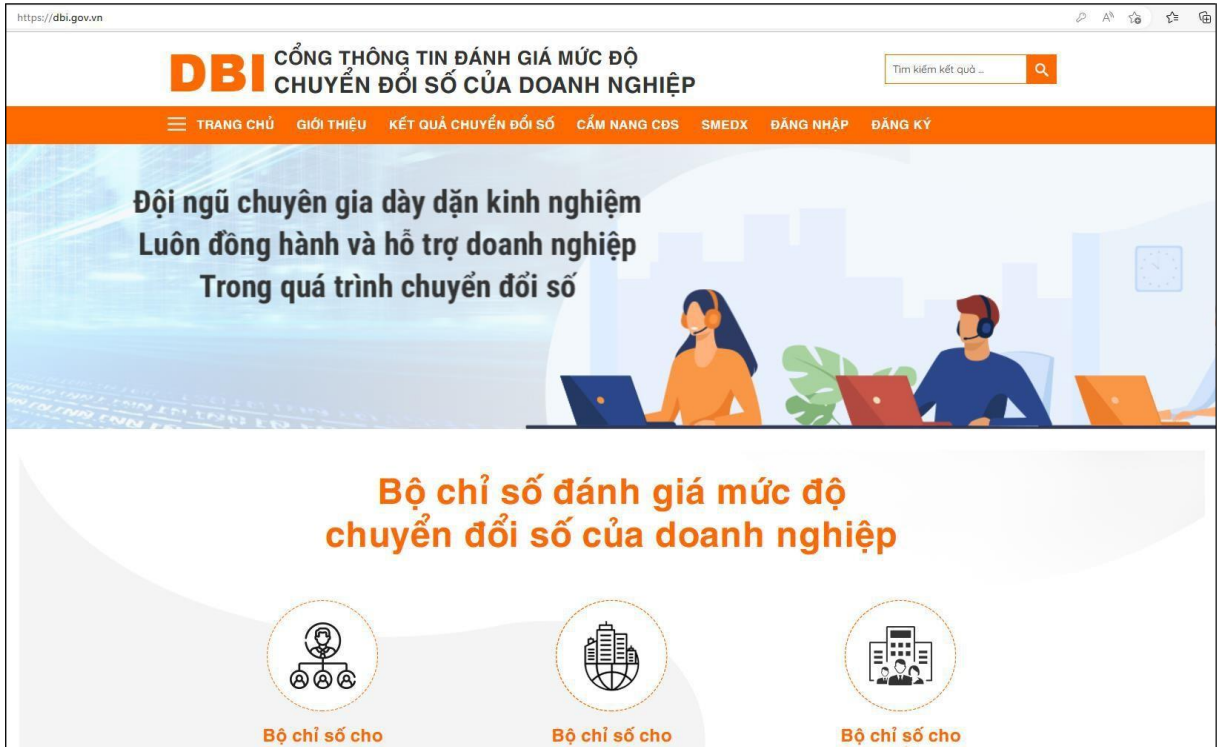 https://dbi.gov.vn
DBI
CỔNG THÔNG TIN ĐÁNH GIÁ MỨC ĐỘ
CHUYỂN ĐỔI SỐ CỦA DOANH NGHIỆP
Tìm kiếm kết quả ...
TRANG CHỦ GIỚI THIỆU KẾT QUẢ CHUYỂN ĐỔI SỐ CẨM NANG CĐS SMEDX ĐĂNG NHẬP ĐĂNG KÝ
Đội ngũ chuyên gia dày dặn kinh nghiệm
Luôn đồng hành và hỗ trợ doanh nghiệp
Trong quá trình chuyển đổi số
Bộ chỉ số đánh giá mức độ
chuyển đổi số của doanh nghiệp
Bộ chỉ số cho Bộ chỉ số cho Bộ chỉ số cho